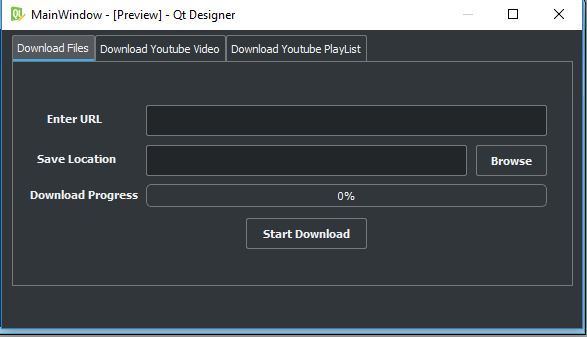 MainWindow - [Preview] - Qt Designer
Download Files Download Youtube Video Download Youtube PlayList
Enter URL
Save Location Browse
Download Progress 0%
Start Download